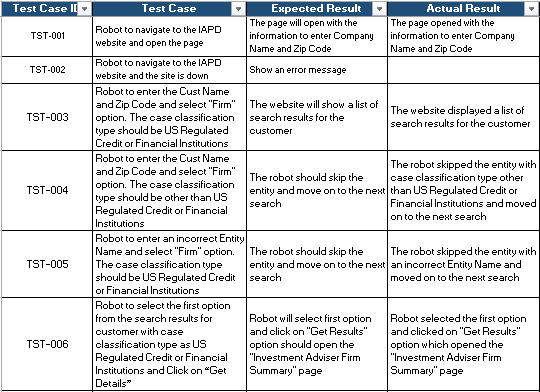 Test Case ID
Test Case
Expected Result
Actual Result
TST-001
Robot to navigate to the IAPD
website and open the page
The page will open with the
information to enter Company
Name and Zip Code
The page opened with the
information to enter Company
Name and Zip Code
TST-002
Robot to navigate to the IAPD
website and the site is down
Show an error message
TST-003
Robot to enter the Cust Name
and Zip Code and select "Firm"
option. The case classification
type should be US Regulated
Credit or Financial Institutions
The website will show a list of
search results for the
customer
The website displayed a list of
search results for the customer
TST-004
Robot to enter the Cust Name
and Zip Code and select "Firm"
option. The case classification
type should be other than US
Regulated Credit or Financial
Institutions
The robot should skip the
entity and move on to the next
search
The robot skipped the entity with
case classification type other
than US Regulated Credit or
Financial Institutions and moved
on to the next search
TST-005
Robot to enter an incorrect Entity
Name and select "Firm" option.
The case classification type
should be US Regulated Credit
or Financial Institutions
The robot should skip the
entity and move on to the next
search
The robot skipped the entity with
an incorrect Entity Name and
moved on to the next search
TST-006
Robot to select the first option
from the search results for
customer with case
classification type as US
Regulated Credit or Financial
Institutions and Click on “Get
Details”
Robot will select first option
and click on "Get Results"
option should open the
"Investment Adviser Firm
Summary" page
Robot selected the first option
and clicked on "Get Results"
option which opened the
"Investment Adviser Firm
Summary" page